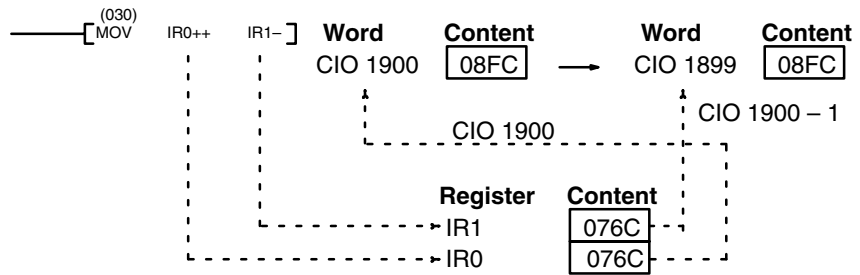 (030)
[MOV IR0++ IR1–]
Word Content Word Content
CIO 1900 08FC CIO 1899 08FC
CIO 1900 – 1
CIO 1900
Register Content
IR1 076C
IR0 076C